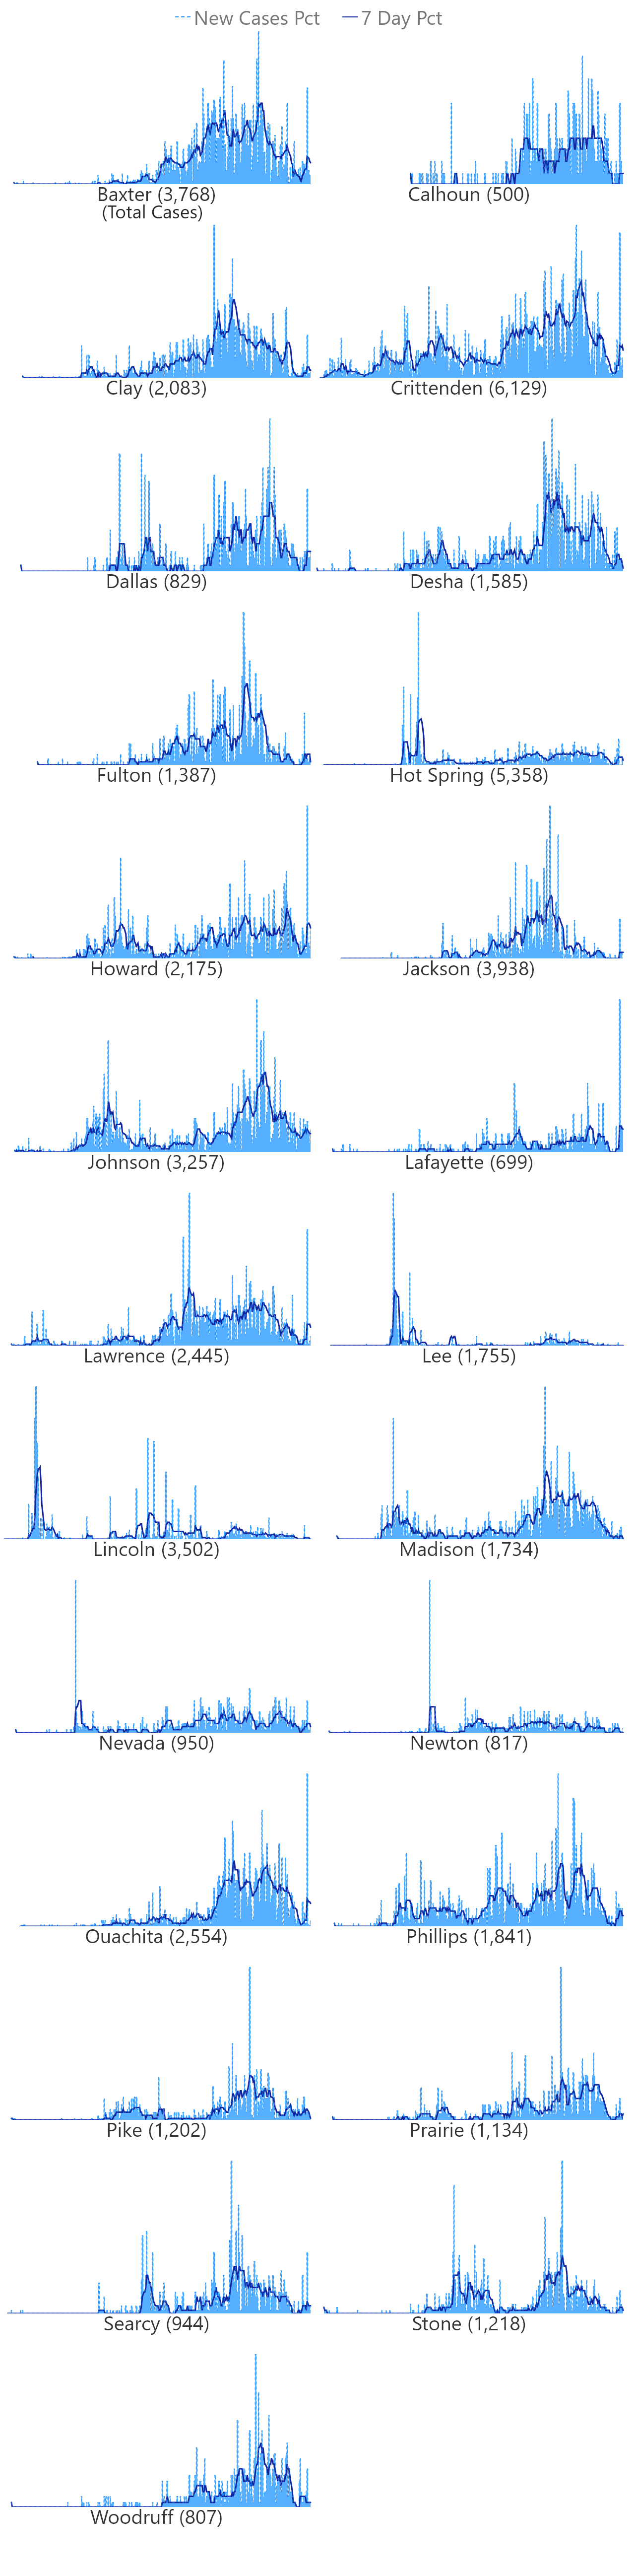 New Cases Pct 7 Day Pct
Baxter (3,768)
(Total Cases)
Calhoun (500)
Clay (2,083)
Crittenden (6,129)
Dallas (829)
Desha (1,585)
Fulton (1,387)
Hot Spring (5,358)
Howard (2,175)
Jackson (3,938)
Johnson (3,257)
Lafayette (699)
Lawrence (2,445)
Lee (1,755)
Lincoln (3,502)
Madison (1,734)
Nevada (950)
Newton (817)
Ouachita (2,554)
Phillips (1,841)
Pike (1,202)
Prairie (1,134)
Searcy (944)
Stone (1,218)
Woodruff (807)